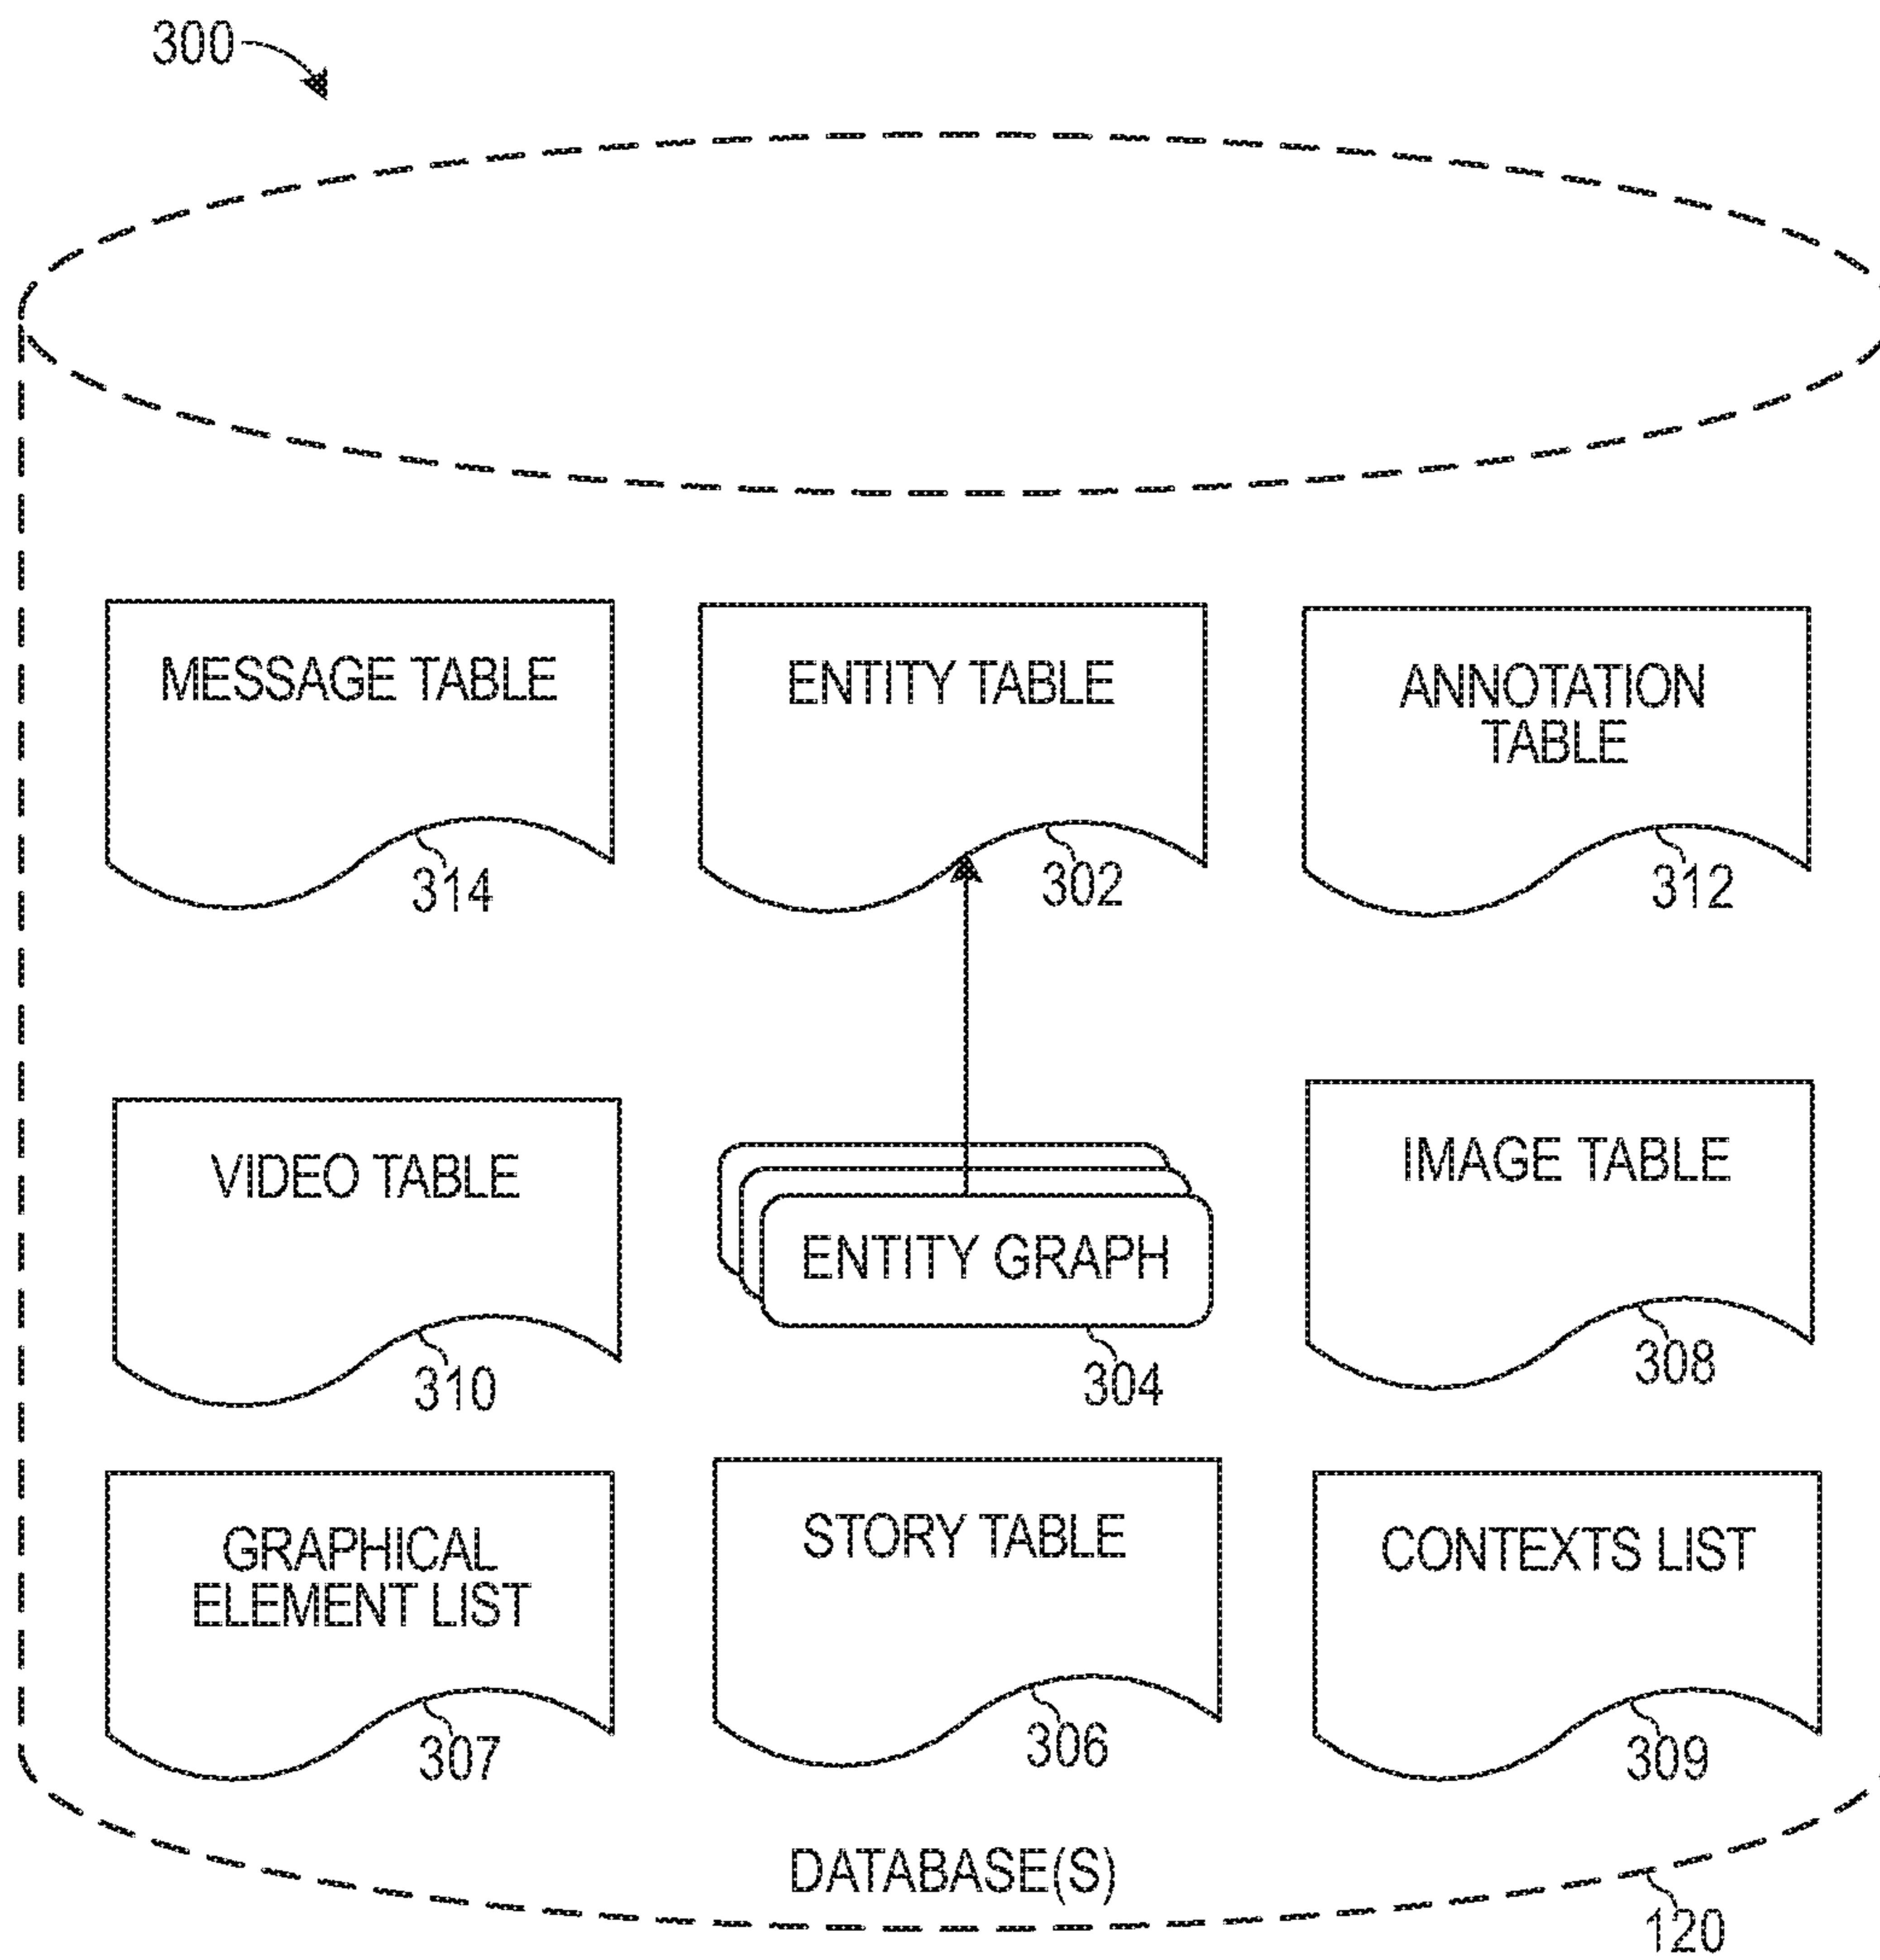 300
MESSAGE TABLE
314
ENTITY TABLE
302
ANNOTATION
TABLE
312
VIDEO TABLE
310
ENTITY GRAPH
304
IMAGE TABLE
308
GRAPHICAL
ELEMENT LIST
307
STORY TABLE
306
CONTEXTS LIST
309
DATABASE(S)
120